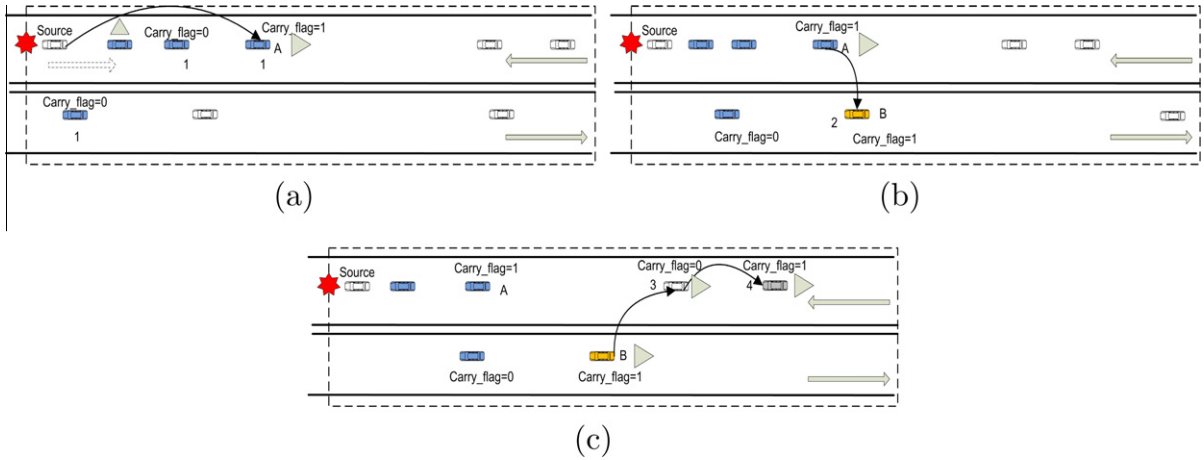 Source
Carry_flag=0
Carry_flag=1
A
1
1
Carry_flag=0
1
(a)
Source
Carry_flag=1
A
B
2
Carry_flag=0
Carry_flag=1
(b)
Source
Carry_flag=1
A
Carry_flag=0
Carry_flag=1
3
4
B
Carry_flag=0
Carry_flag=1
(c)